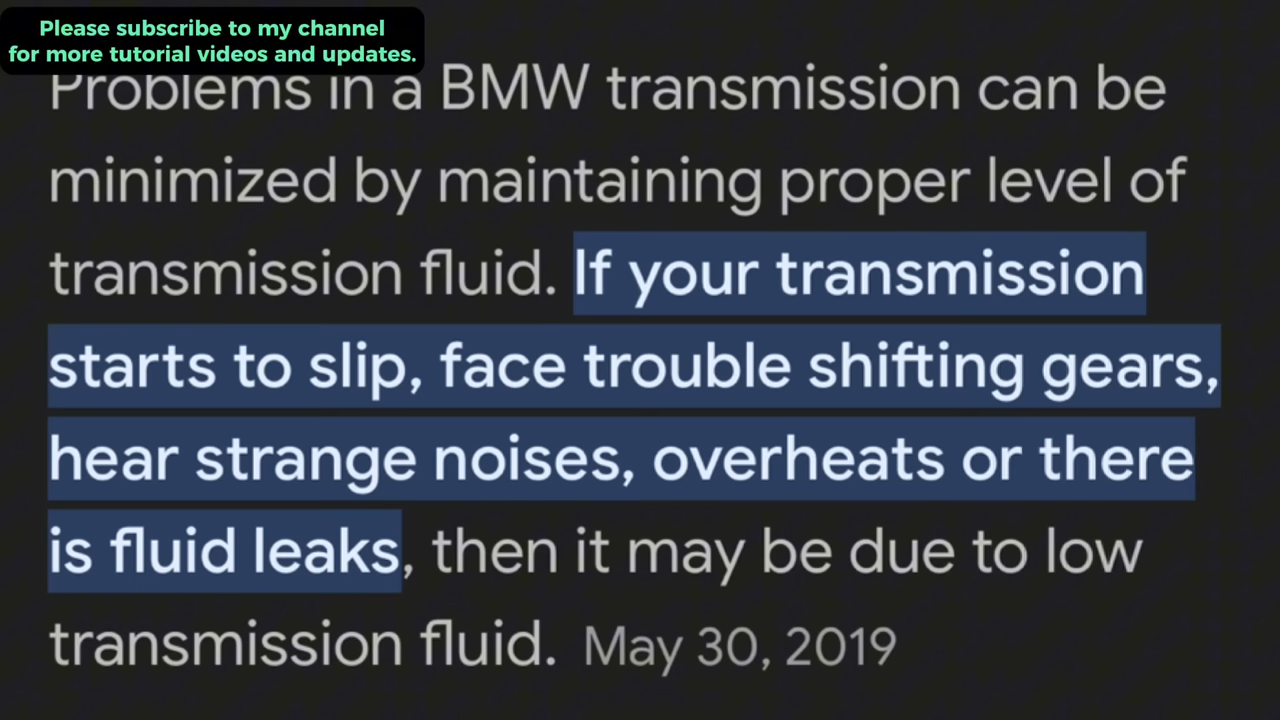 Please subscribe to my channel
for more tutorial videos and updates.
Problems in a BMW transmission can be
minimized by maintaining proper level of
transmission fluid. If your transmission
starts to slip, face trouble shifting gears,
hear strange noises, overheats or there
is fluid leaks, then it may be due to low
transmission fluid. May 30, 2019